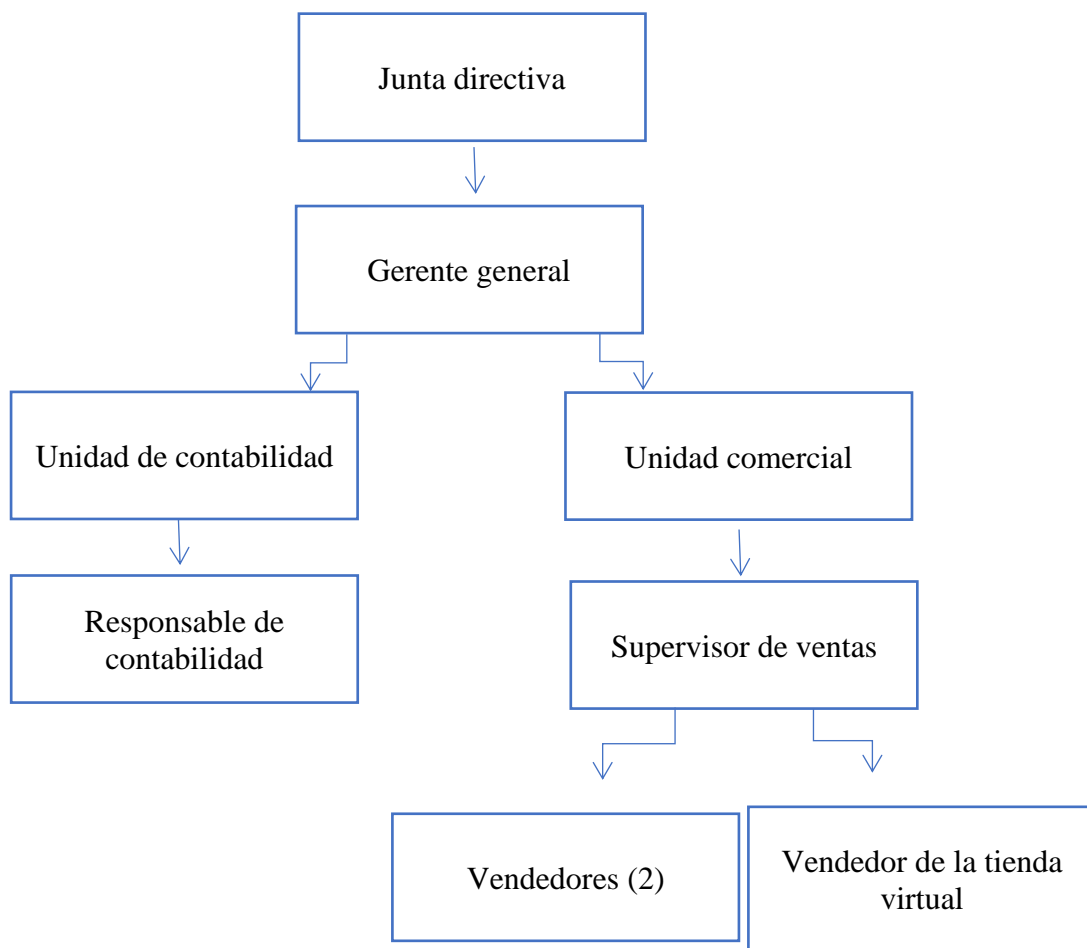 Junta directiva
Gerente general
Unidad de contabilidad
Unidad comercial
Responsable de
contabilidad
Supervisor de ventas
Vendedores (2)
Vendedor de la tienda
virtual